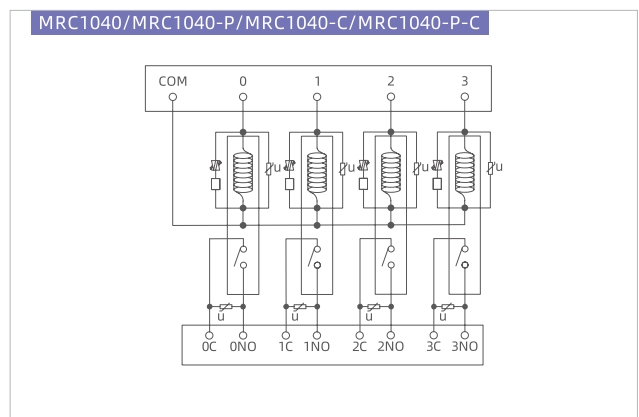 MRC1040/MRC1040-P/MRC1040-C/MRC1040-P-C
COM 0 1 2 3
u u u u
u u u u
0C 0NO 1C 1NO 2C 2NO 3C 3NO